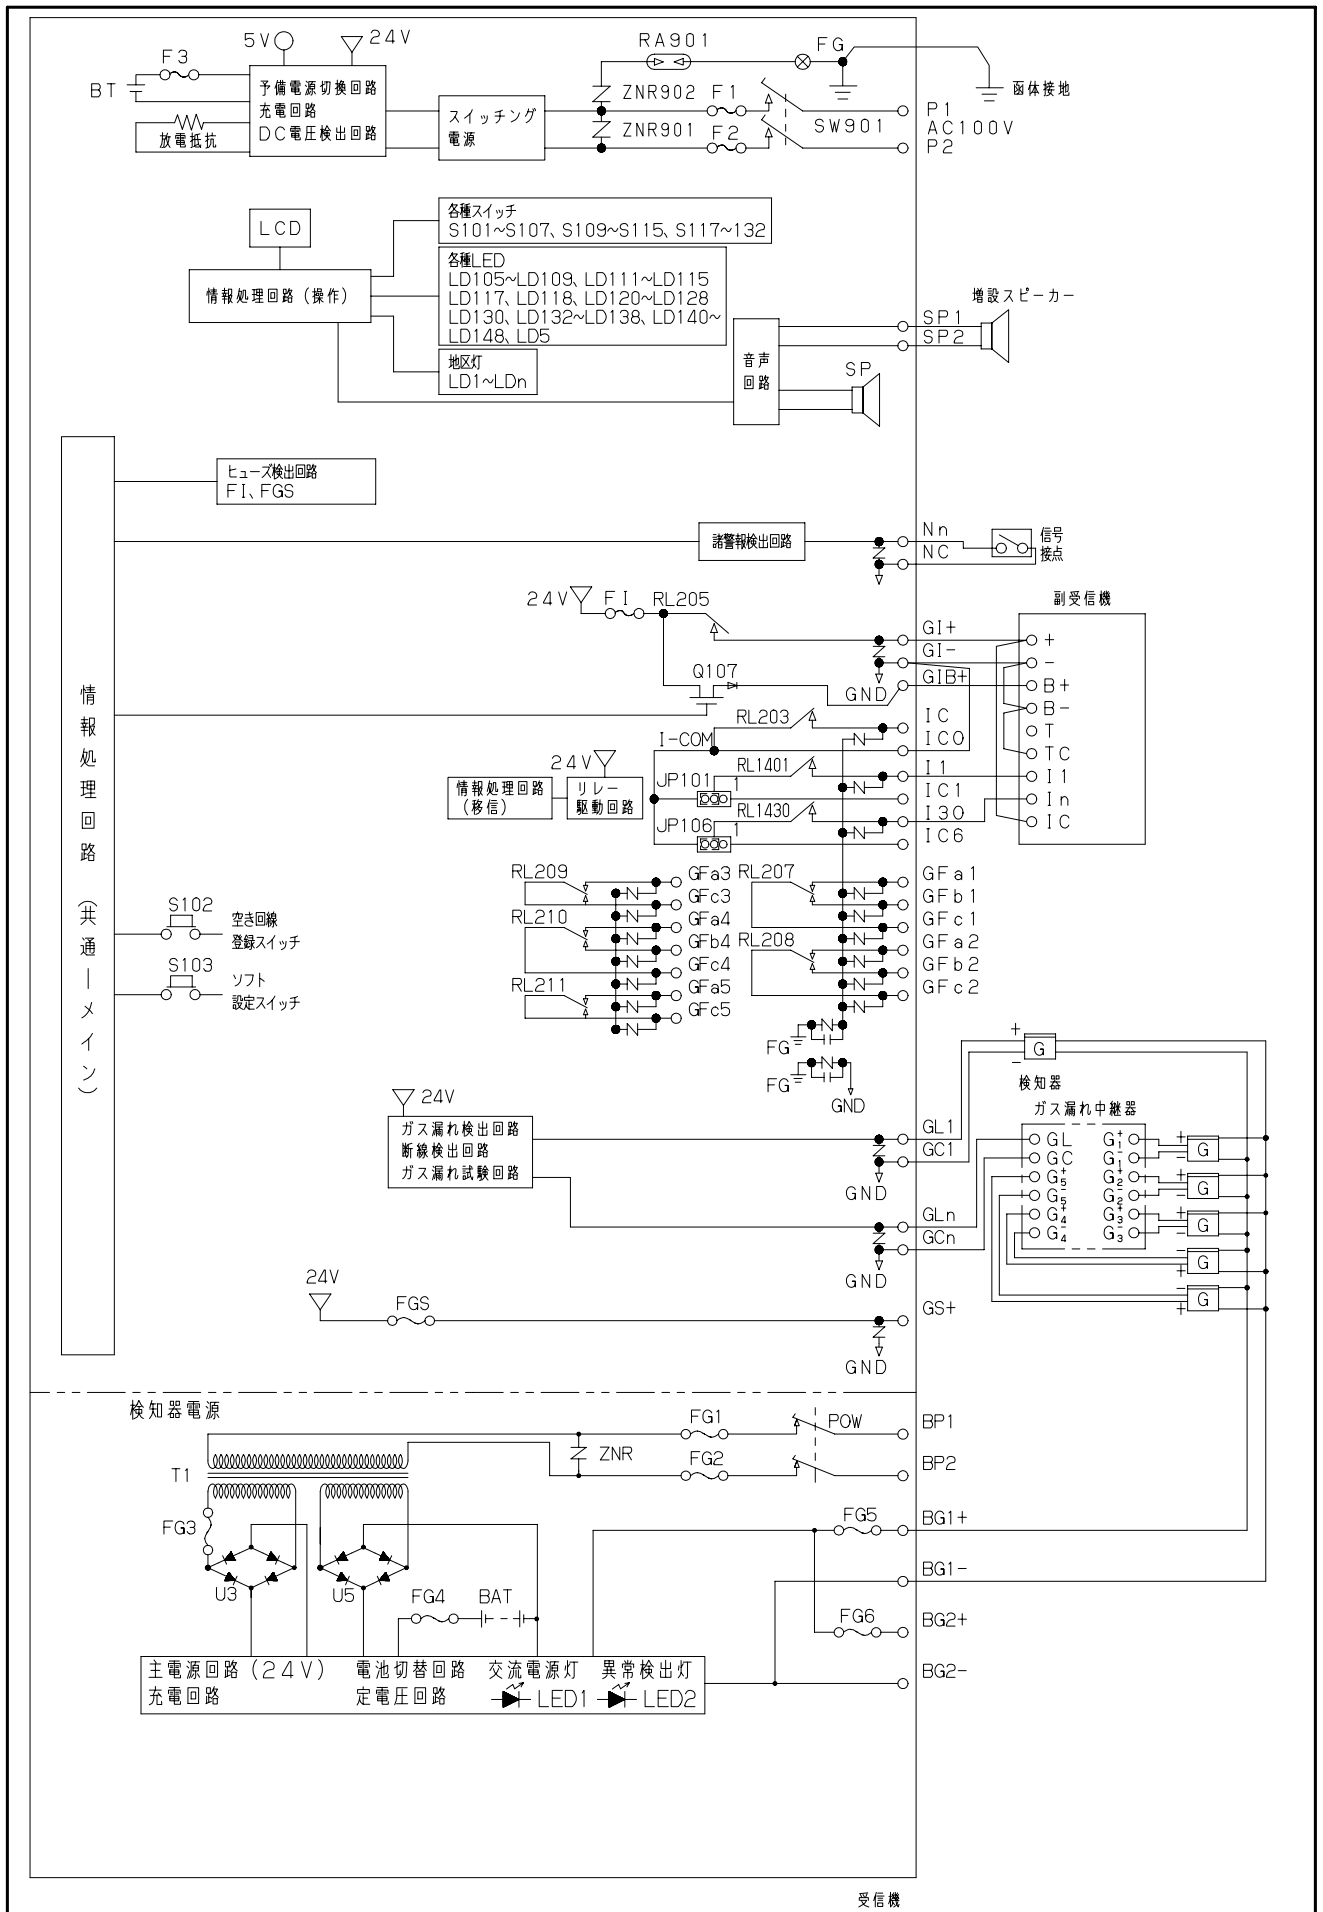 5V
24V
F3
BT
予備電源切換回路
充電回路
DC電圧検出回路
放電抵抗
スイッチング
電源
RA901
FG
ZNR902
F1
ZNR901
F2
SW901
函体接地
P1
AC100V
P2
LCD
情報処理回路(操作)
各種スイッチ
S101~S107、S109~S115、S117~132
各種LED
LD105~LD109、LD111~LD115
LD117、LD118、LD120~LD128
LD130、LD132~LD138、LD140~
LD148、LD5
地区灯
LD1~LDn
音声
回路
SP
SP1
SP2
増設スピーカー
情報処理回路(共通ーメイン)
ヒューズ検出回路
FI、FGS
諸警報検出回路
Nn
NC
信号
接点
24V
FI
RL205
Q107
GND
GI+
GI-
GIB+
副受信機
+
-
B+
B-
T
TC
I1
In
IC
RL203
I-COM
24V
情報処理回路
(移信)
リレー
駆動回路
JP101
1
RL1401
JP106
1
RL1430
IC
IC0
I1
IC1
I30
IC6
RL209
RL210
RL211
GFa3
GFc3
GFa4
GFb4
GFc4
GFa5
GFc5
RL207
RL208
GFa1
GFb1
GFc1
GFa2
GFb2
GFc2
FG
FG
GND
S102
空き回線
登録スイッチ
S103
ソフト
設定スイッチ
24V
ガス漏れ検出回路
断線検出回路
ガス漏れ試験回路
GL1
GC1
GND
GLn
GCn
GND
+
-
G
検知器
ガス漏れ中継器
GL
GC
G5+
G5-
G4+
G4-
G1+
G1-
G2+
G2-
G3+
G3-
+
-
G
+
-
G
+
-
G
-
+
G
-
+
G
24V
FGS
GS+
GND
検知器電源
T1
ZNR
FG1
FG2
POW
BP1
BP2
FG3
U3
U5
FG4
BAT
FG5
BG1+
BG1-
FG6
BG2+
BG2-
主電源回路(24V)
充電回路
電池切替回路
定電圧回路
交流電源灯
LED1
異常検出灯
LED2
受信機